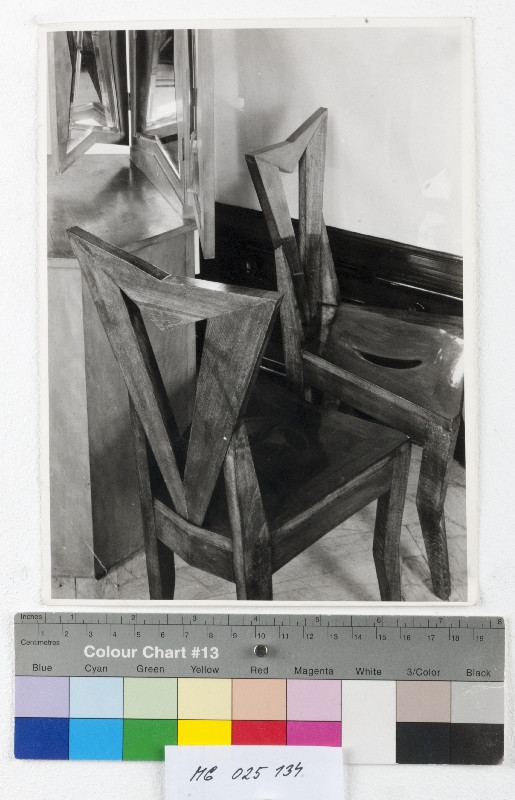 Inches 1 2 3 4 5 6 7 8
Centimetres 1 2 3 4 5 6 7 8 9 10 11 12 13 14 15 16 17 18 19
Colour Chart #13
Blue Cyan Green Yellow Red Magenta White 3/Color Black
MG 025 134